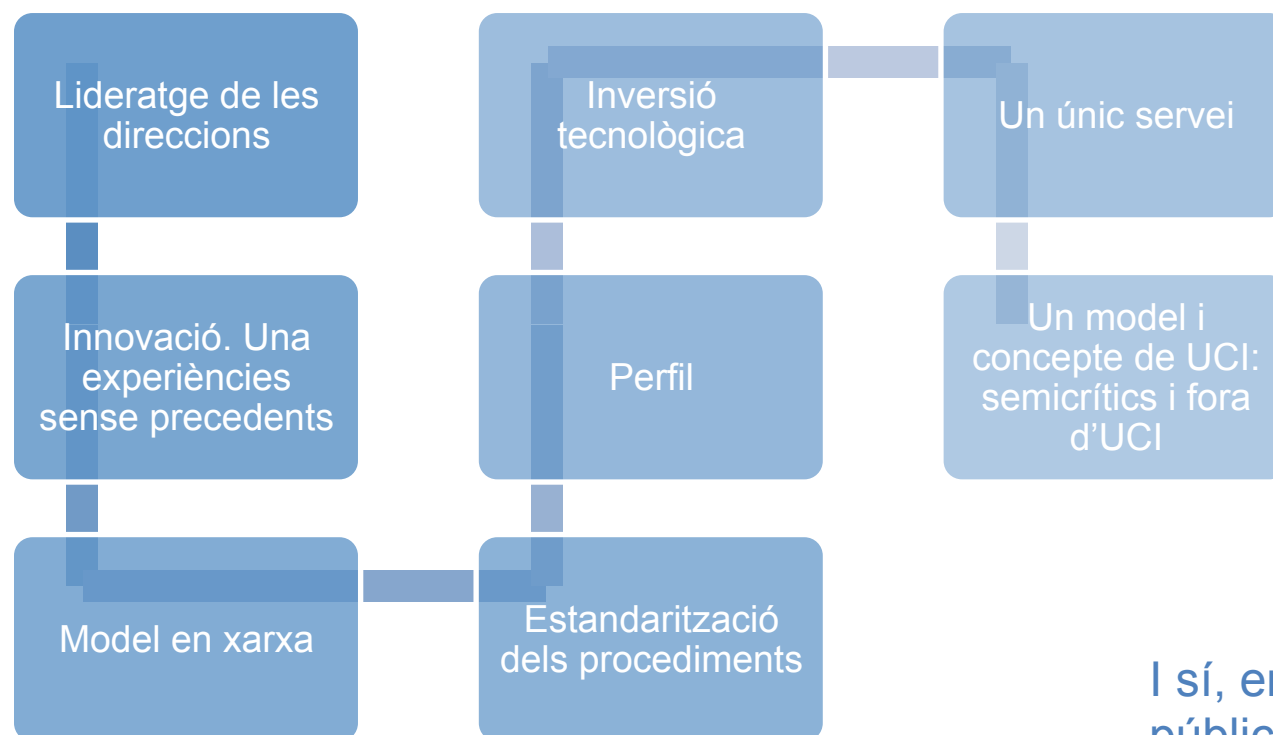 Lideratge de les
direccions
Innovació. Una
experiències
sense precedents
Model en xarxa
Estandarització
dels procediments
Perfil
Inversió
tecnològica
Un únic servei
Un model i
concepte de UCI:
semicrítics i fora
d’UCI
I sí,